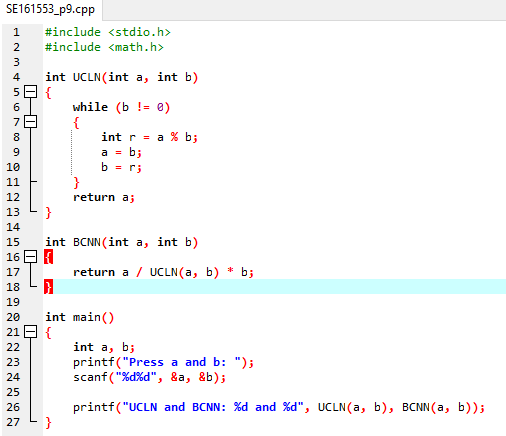 SE161553_p9.cpp
1 #include <stdio.h>
2 #include <math.h>
3
4 int UCLN(int a, int b)
5 {
6 while (b != 0)
7 {
8 int r = a % b;
9 a = b;
10 b = r;
11 }
12 return a;
13 }
14
15 int BCNN(int a, int b)
16 {
17 return a / UCLN(a, b) * b;
18 }
19
20 int main()
21 {
22 int a, b;
23 printf("Press a and b: ");
24 scanf("%d%d", &a, &b);
25
26 printf("UCLN and BCNN: %d and %d", UCLN(a, b), BCNN(a, b));
27 }